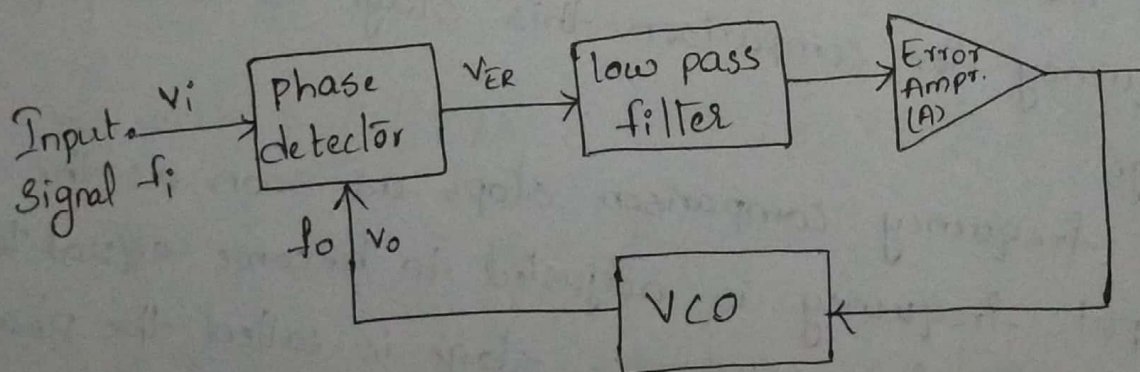 Input
signal fi
Vi
phase
detector
VER
low pass
filter
Error
Ampr.
(A)
fo Vo
VCO